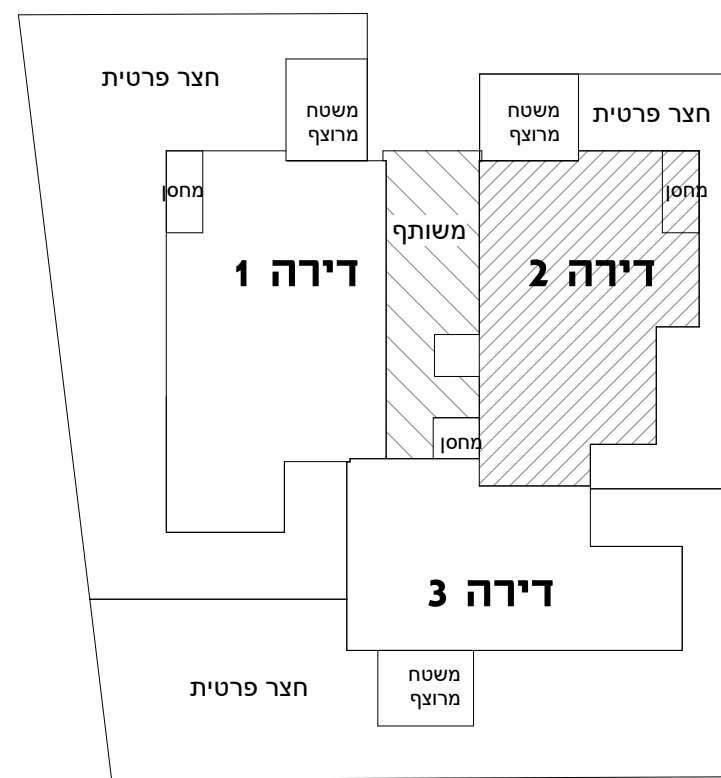 חצר פרטית
משטח
מרוצף
משטח
מרוצף
חצר פרטית
מחסן
מחסן
משותף
דירה 1
דירה 2
מחסן
דירה 3
משטח
מרוצף
חצר פרטית